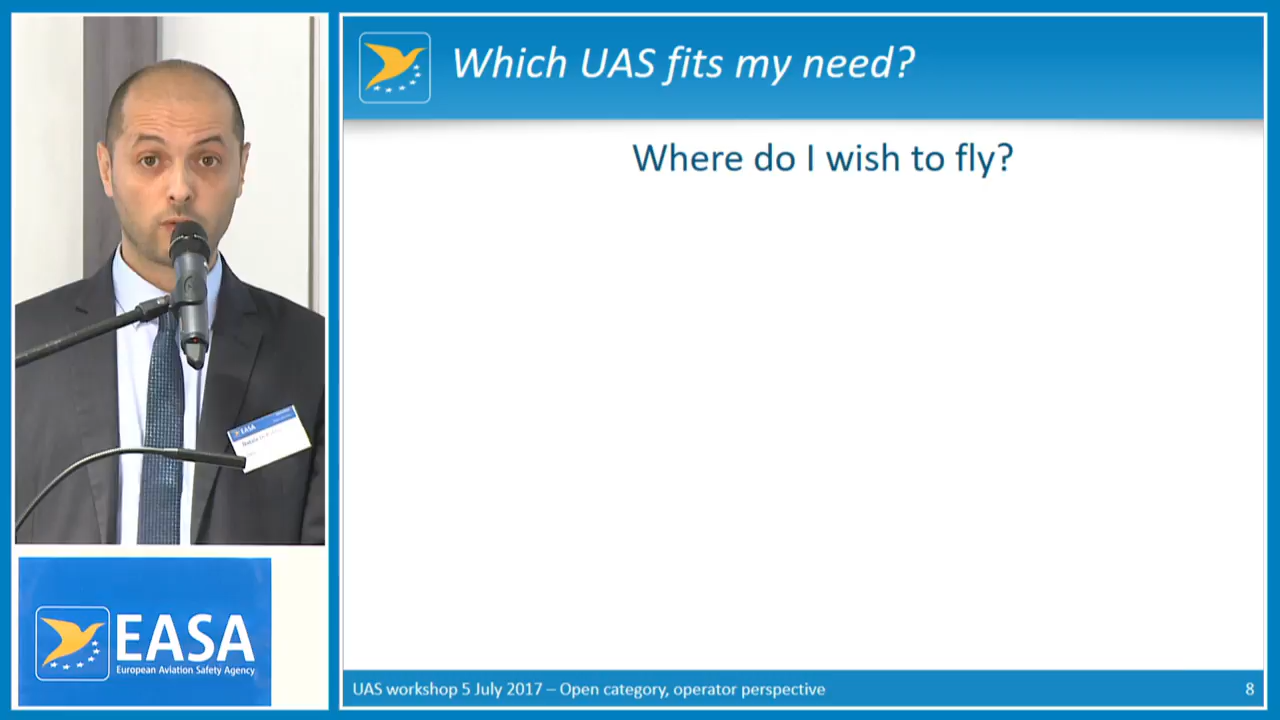 Which UAS fits my need?
Where do I wish to fly?
EASA
EASA
European Aviation Safety Agency
UAS workshop 5 July 2017 – Open category, operator perspective
8